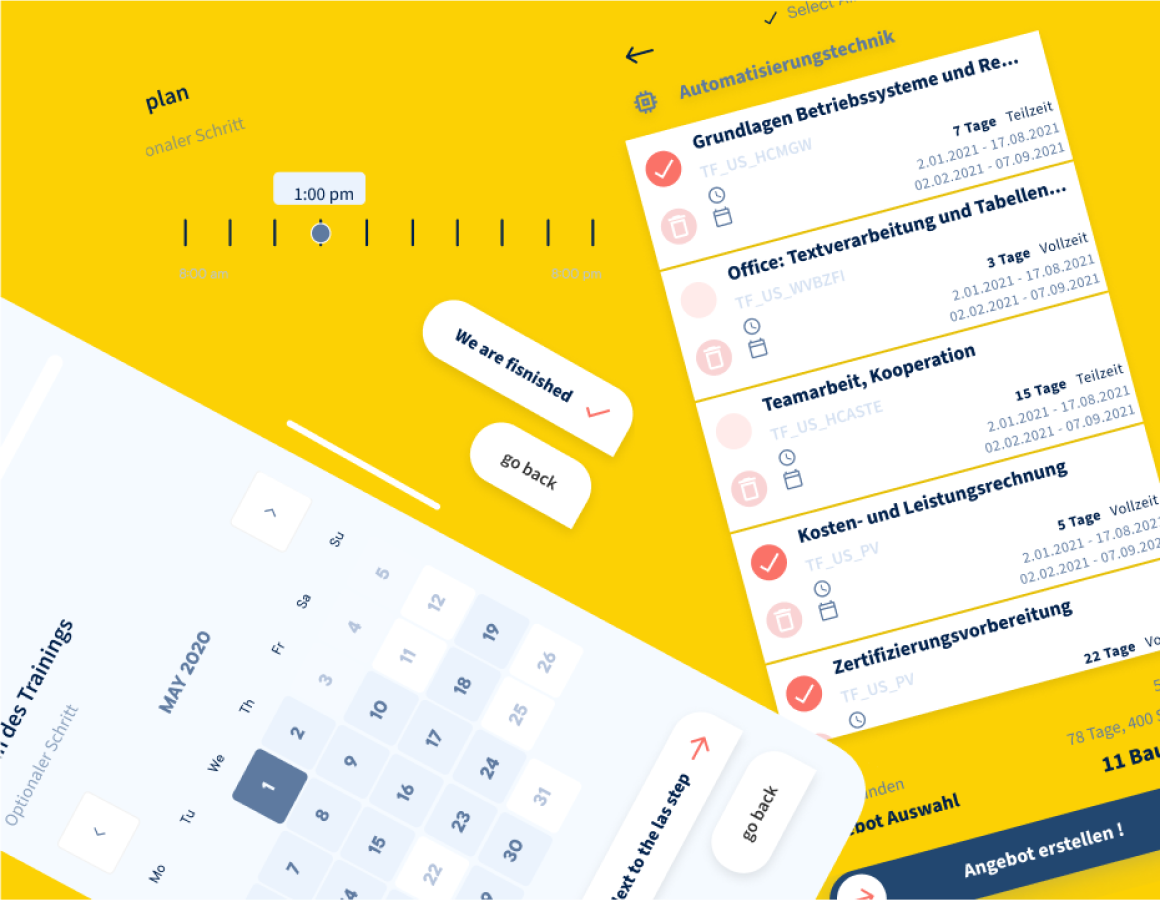 plan
onaler Schritt
1:00 pm
8:00 am
8:00 pm
We are fisnished
go back
Select
Automatisierungstechnik
Grundlagen Betriebssysteme und Re...
TF_US_HCMGW
7 Tage Teilzeit
2.01.2021 - 17.08.2021
02.02.2021 - 07.09.2021
Office: Textverarbeitung und Tabellen...
TF_US_WVBZFI
3 Tage Vollzeit
2.01.2021 - 17.08.2021
02.02.2021 - 07.09.2021
Teamarbeit, Kooperation
TF_US_HCASTE
15 Tage Teilzeit
2.01.2021 - 17.08.2021
02.02.2021 - 07.09.2021
Kosten- und Leistungsrechnung
TF_US_PV
5 Tage Vollzeit
2.01.2021 - 17.08.202
02.02.2021 - 07.09.202
Zertifizierungsvorbereitung
TF_US_PV
22 Tage Vo
5
78 Tage, 400 S
11 Bau
nden
ebot Auswahl
Angebot erstellen !
n des Trainings
Optionaler Schritt
MAY 2020
Mo Tu We Th Fr Sa Su
1 2 3 4 5
7 8 9 10 11 12
14 15 16 17 18 19
22 23 24 25 26
30 31
Next to the las step
go back